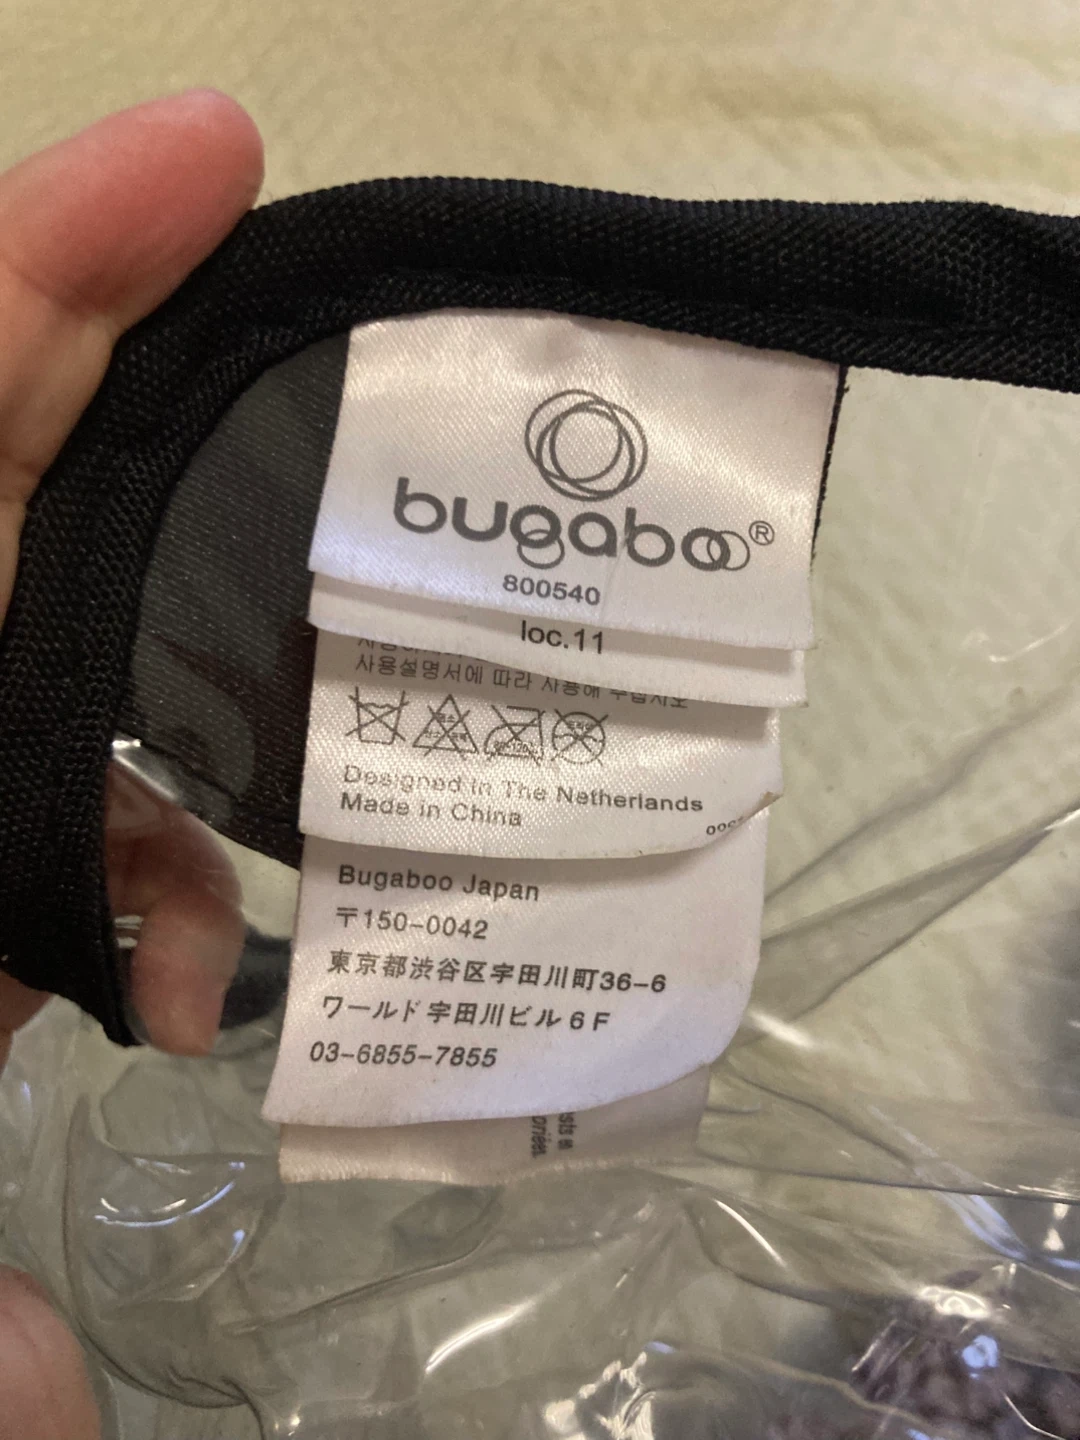 bugaboo®
800540
loc.11
사용설명서에 따라 사용해 주십시오
Designed in The Netherlands
Made in China
Bugaboo Japan
〒150-0042
東京都渋谷区宇田川町36-6
ワールド宇田川ビル6F
03-6855-7855